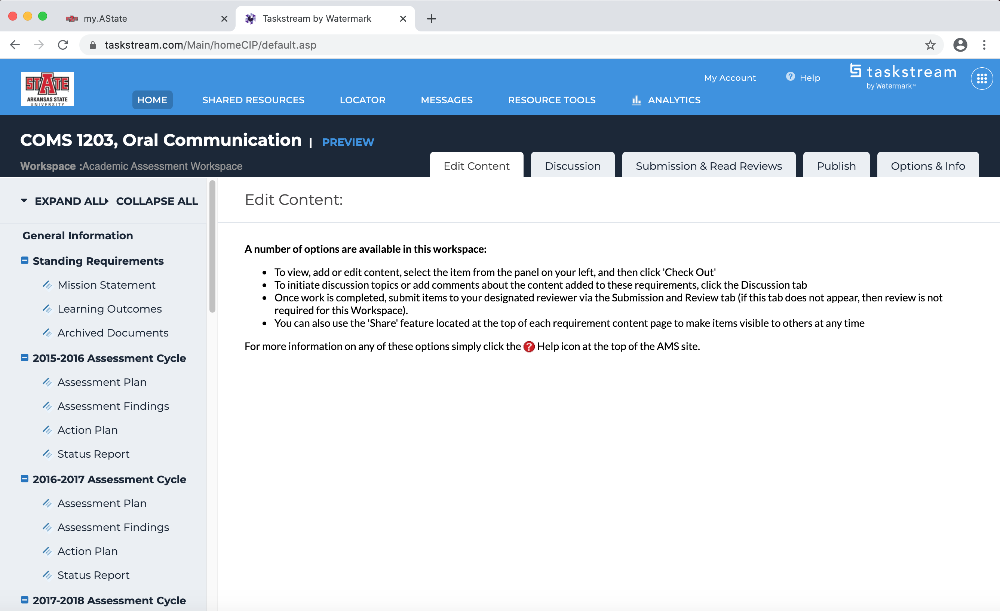 my.AState
Taskstream by Watermark
taskstream.com/Main/homeCIP/default.asp
STATE
ARKANSAS STATE
UNIVERSITY
My Account
Help
taskstream
by Watermark™
HOME
SHARED RESOURCES
LOCATOR
MESSAGES
RESOURCE TOOLS
ANALYTICS
COMS 1203, Oral Communication | PREVIEW
Workspace :Academic Assessment Workspace
Edit Content
Discussion
Submission & Read Reviews
Publish
Options & Info
EXPAND ALL
COLLAPSE ALL
General Information
Standing Requirements
Mission Statement
Learning Outcomes
Archived Documents
2015-2016 Assessment Cycle
Assessment Plan
Assessment Findings
Action Plan
Status Report
2016-2017 Assessment Cycle
Assessment Plan
Assessment Findings
Action Plan
Status Report
2017-2018 Assessment Cycle
Edit Content:
A number of options are available in this workspace:
• To view, add or edit content, select the item from the panel on your left, and then click 'Check Out'
• To initiate discussion topics or add comments about the content added to these requirements, click the Discussion tab
• Once work is completed, submit items to your designated reviewer via the Submission and Review tab (if this tab does not appear, then review is not
required for this Workspace).
• You can also use the 'Share' feature located at the top of each requirement content page to make items visible to others at any time
For more information on any of these options simply click the ? Help icon at the top of the AMS site.